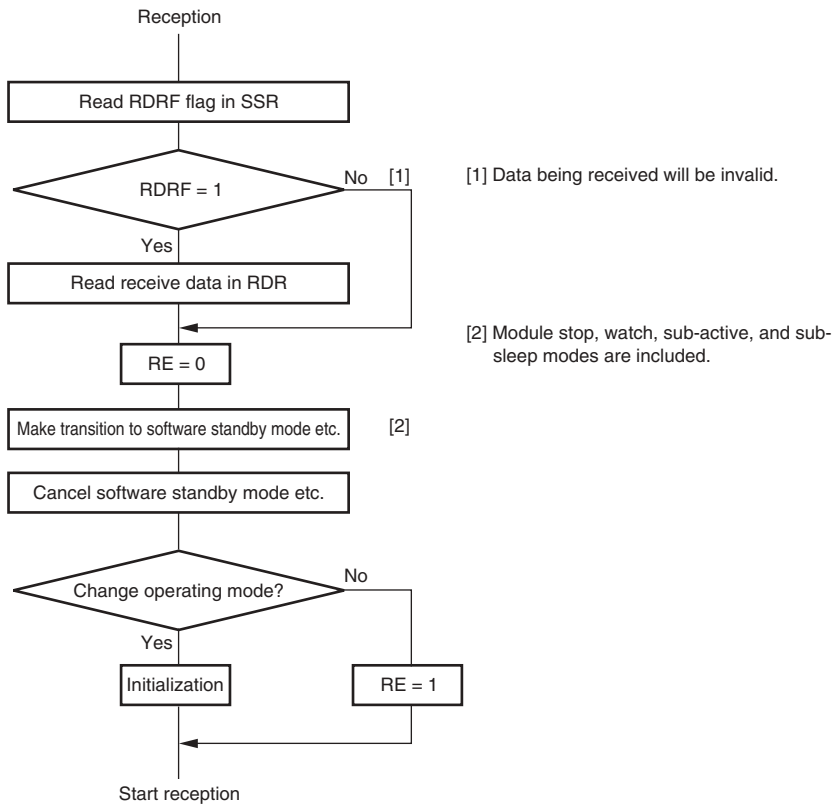 Reception
Read RDRF flag in SSR
RDRF = 1
No
[1]
[1] Data being received will be invalid.
Yes
Read receive data in RDR
RE = 0
[2] Module stop, watch, sub-active, and sub-
sleep modes are included.
Make transition to software standby mode etc.
[2]
Cancel software standby mode etc.
Change operating mode?
No
Yes
Initialization
RE = 1
Start reception